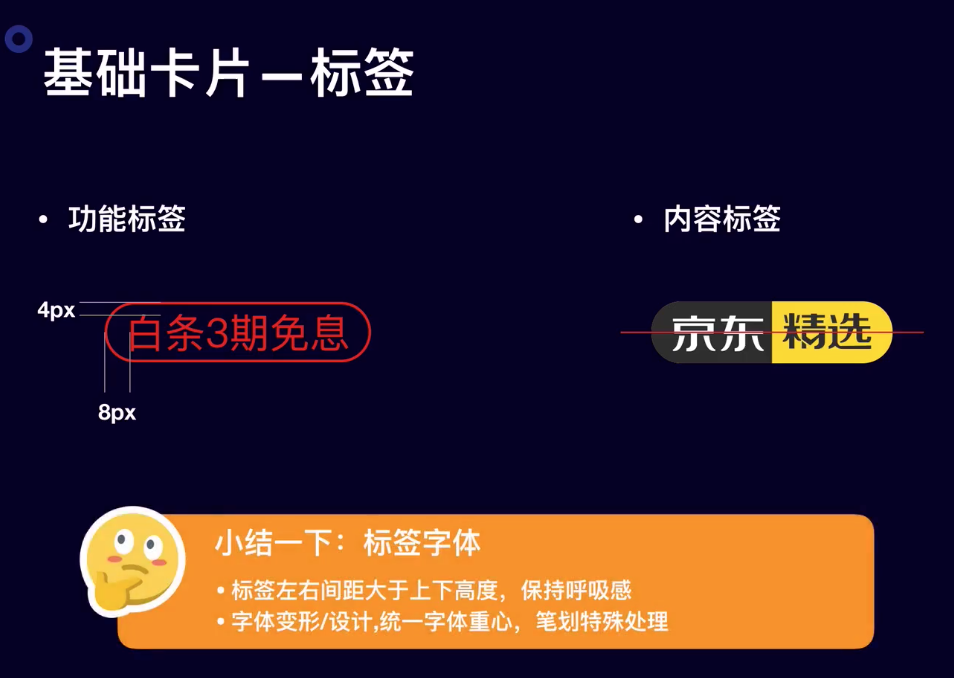 基础卡片—标签
• 功能标签
• 内容标签
4px
白条3期免息
京东精选
8px
小结一下：标签字体
• 标签左右间距大于上下高度，保持呼吸感
• 字体变形/设计,统一字体重心，笔划特殊处理